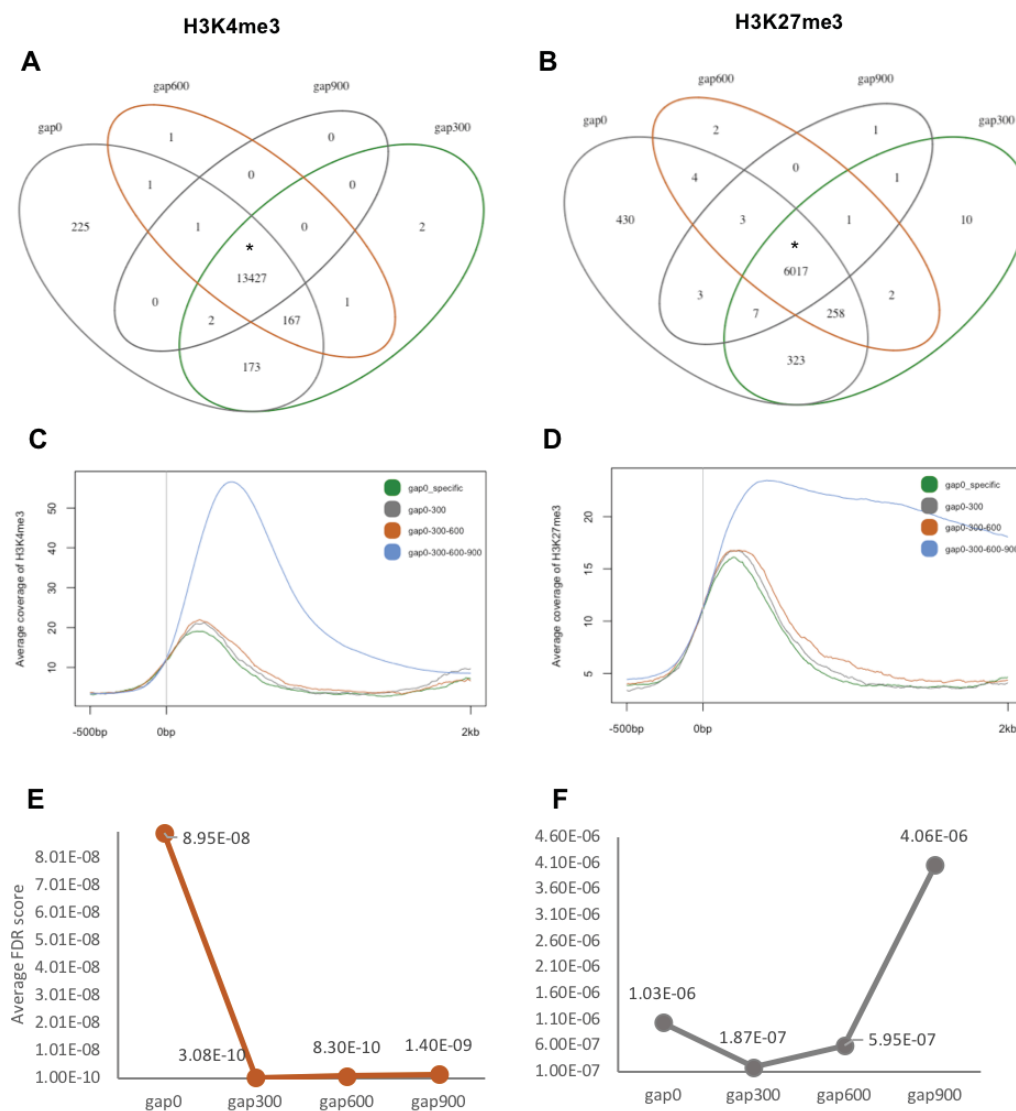 H3K4me3
H3K27me3
A
gap600
gap900
gap0
gap300
1
0
1
0
0
225
1
0
2
*
13427
0
2
167
1
173
B
gap600
gap900
gap0
gap300
2
1
4
0
1
430
3
1
10
*
6017
3
7
258
2
323
C
Average coverage of H3K4me3
50
40
30
20
10
gap0_specific
gap0-300
gap0-300-600
gap0-300-600-900
-500bp
0bp
2kb
D
Average coverage of H3K27me3
20
15
10
5
gap0_specific
gap0-300
gap0-300-600
gap0-300-600-900
-500bp
0bp
2kb
E
Average FDR score
8.01E-08
7.01E-08
6.01E-08
5.01E-08
4.01E-08
3.01E-08
2.01E-08
1.01E-08
1.00E-10
8.95E-08
3.08E-10
8.30E-10
1.40E-09
gap0
gap300
gap600
gap900
F
4.60E-06
4.10E-06
3.60E-06
3.10E-06
2.60E-06
2.10E-06
1.60E-06
1.10E-06
6.00E-07
1.00E-07
1.03E-06
1.87E-07
5.95E-07
4.06E-06
gap0
gap300
gap600
gap900